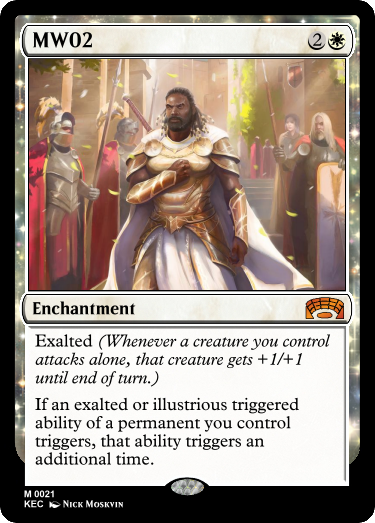 MW02 2
Enchantment
Exalted (Whenever a creature you control
attacks alone, that creature gets +1/+1
until end of turn.)
If an exalted or illustrious triggered
ability of a permanent you control
triggers, that ability triggers an
additional time.
M 0021
KEC Nick Moskvin